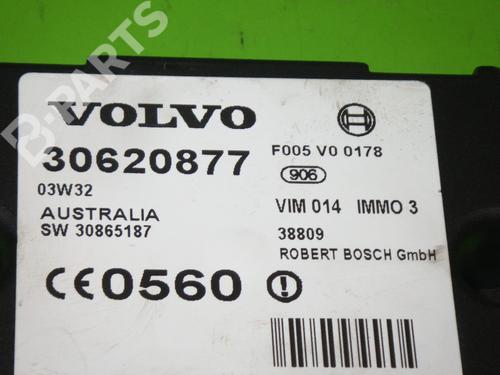 B-PARTS
VOLVO
30620877
03W32
AUSTRALIA
SW 30865187
CE0560
F005 V0 0178
906
VIM 014 IMMO 3
38809
ROBERT BOSCH GmbH